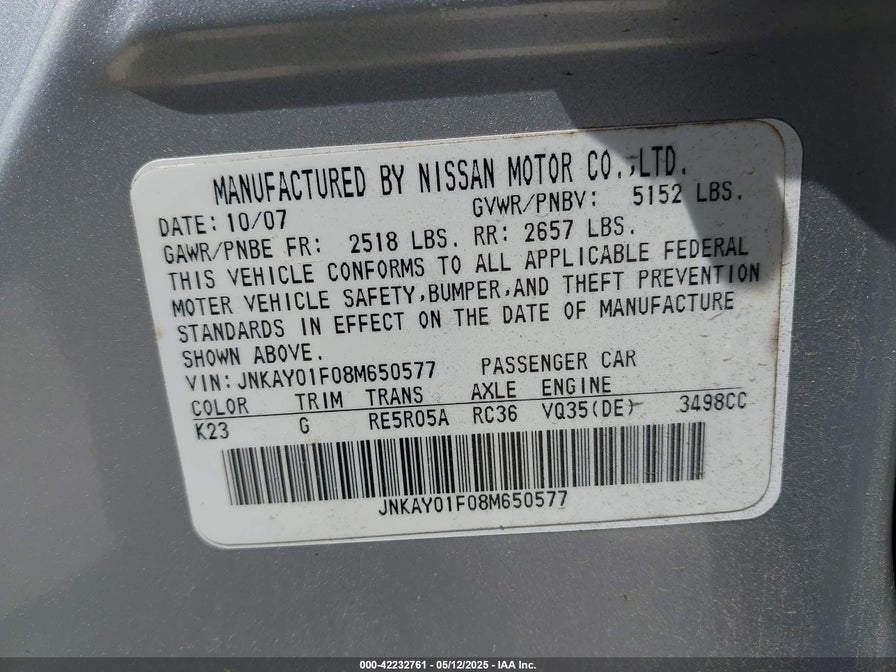 MANUFACTURED BY NISSAN MOTOR CO.,LTD.
DATE: 10/07 GVWR/PNBV: 5152 LBS.
GAWR/PNBE FR: 2518 LBS. RR: 2657 LBS.
THIS VEHICLE CONFORMS TO ALL APPLICABLE FEDERAL
MOTER VEHICLE SAFETY,BUMPER,AND THEFT PREVENTION
STANDARDS IN EFFECT ON THE DATE OF MANUFACTURE
SHOWN ABOVE.
VIN: JNKAY01F08M650577 PASSENGER CAR
COLOR TRIM TRANS AXLE ENGINE
K23 G RE5R05A RC36 VQ35(DE) 3498CC
JNKAY01F08M650577
000-42232761 - 05/12/2025 - IAA Inc.